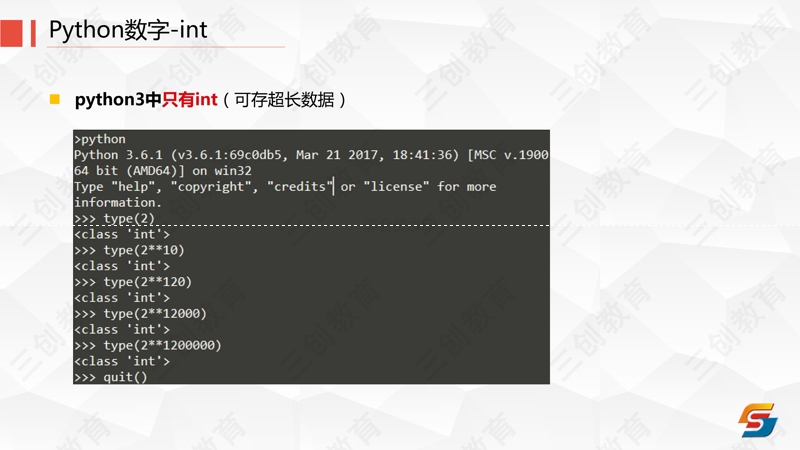 Python数字-int
python3中只有int（可存超长数据）
>python
Python 3.6.1 (v3.6.1:69c0db5, Mar 21 2017, 18:41:36) [MSC v.1900
64 bit (AMD64)] on win32
Type "help", "copyright", "credits" or "license" for more
information.
>>> type(2)
<class 'int'>
>>> type(2**10)
<class 'int'>
>>> type(2**120)
<class 'int'>
>>> type(2**12000)
<class 'int'>
>>> type(2**1200000)
<class 'int'>
>>> quit()
三创教育